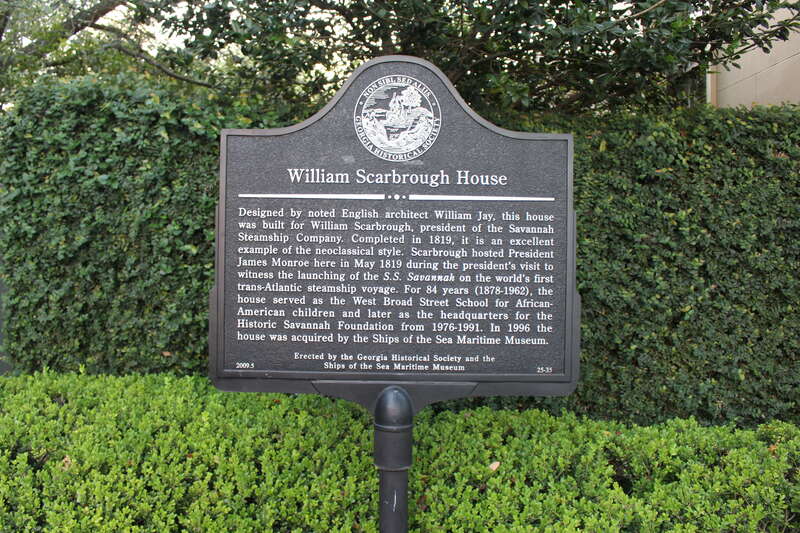 NON SIBI, SED ALIIS
GEORGIA HISTORICAL SOCIETY
William Scarbrough House
Designed by noted English architect William Jay, this house
was built for William Scarbrough, president of the Savannah
Steamship Company. Completed in 1819, it is an excellent
example of the neoclassical style. Scarbrough hosted President
James Monroe here in May 1819 during the president's visit to
witness the launching of the S.S. Savannah on the world's first
trans-Atlantic steamship voyage. For 84 years (1878-1962), the
house served as the West Broad Street School for African-
American children and later as the headquarters for the
Historic Savannah Foundation from 1976-1991. In 1996 the
house was acquired by the Ships of the Sea Maritime Museum.
Erected by the Georgia Historical Society and the
Ships of the Sea Maritime Museum
2009.5
25-35